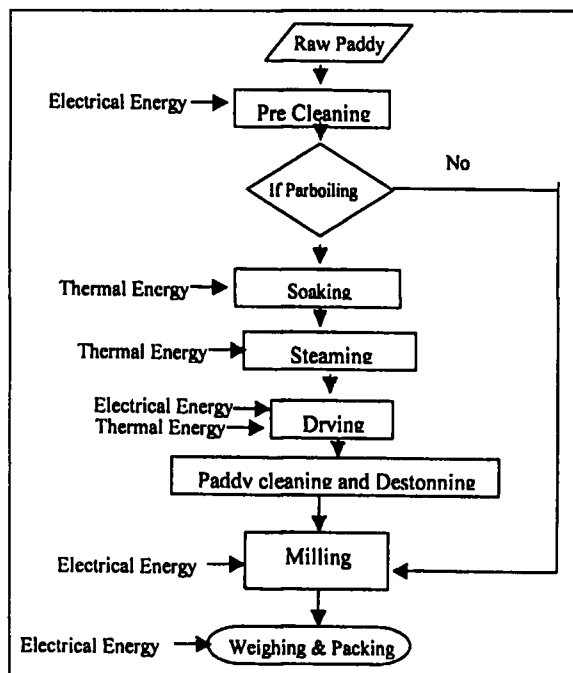 Raw Paddy
Electrical Energy
Pre Cleaning
No
If Parboiling
Thermal Energy
Soaking
Thermal Energy
Steaming
Electrical Energy
Thermal Energy
Drying
Paddy cleaning and Destonning
Milling
Electrical Energy
Electrical Energy
Weighing & Packing